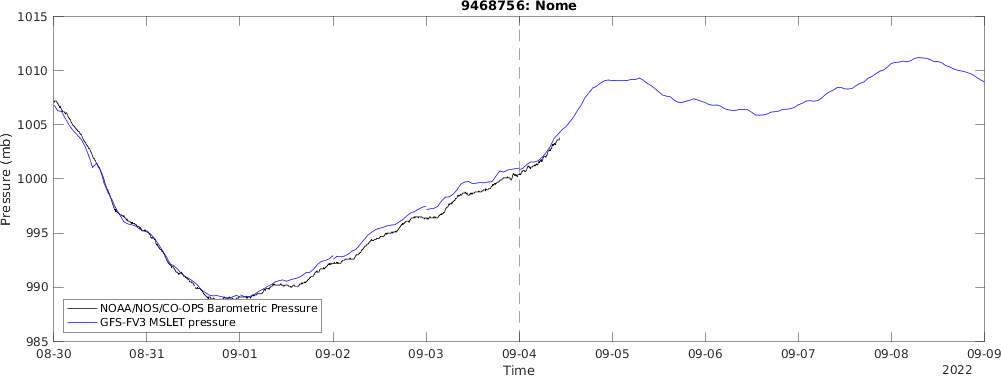 9468756: Nome
1015
1010
1005
1000
995
990
985
Pressure (mb)
NOAA/NOS/CO-OPS Barometric Pressure
GFS-FV3 MSLET pressure
08-30 08-31 09-01 09-02 09-03 09-04 09-05 09-06 09-07 09-08 09-09
Time
2022